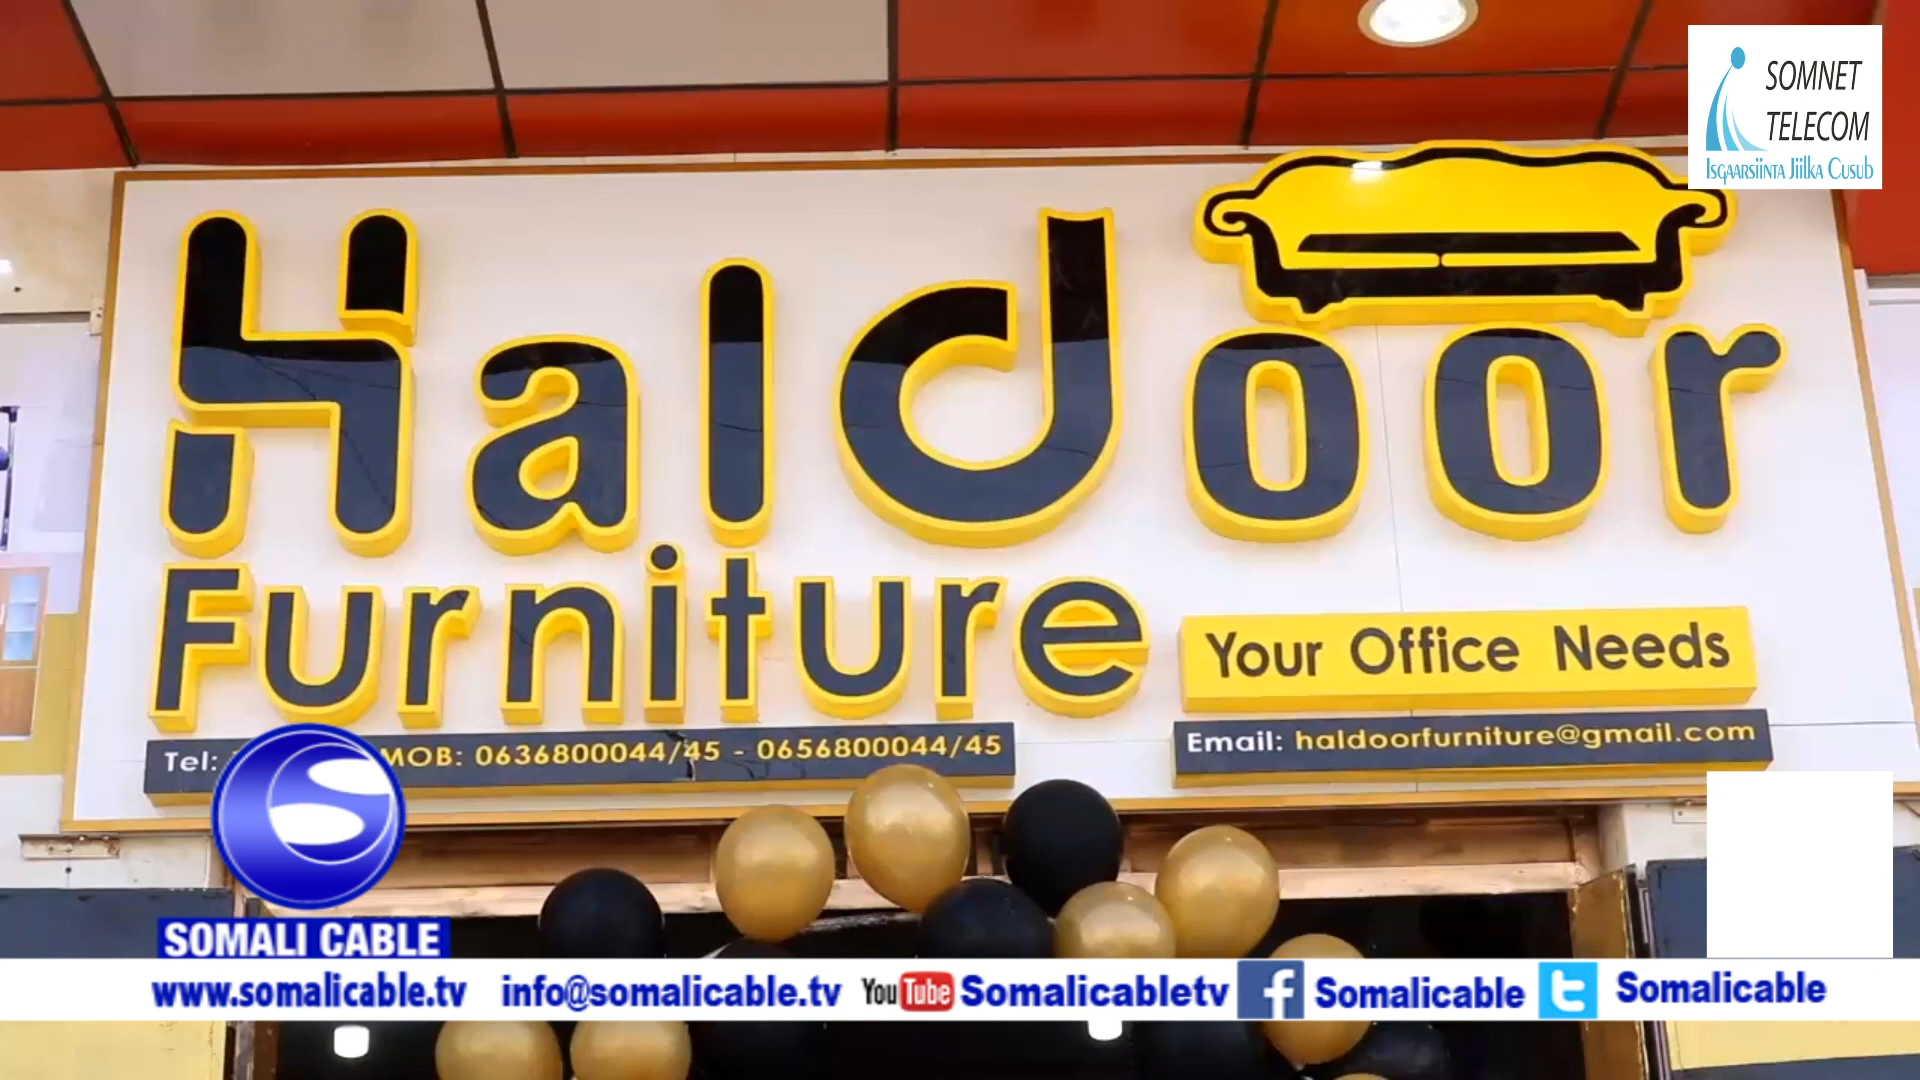 SOMNET
TELECOM
Isgaarsiinta Jiilka Cusub
Haldoor
Furniture
Your Office Needs
Tel: MOB: 0636800044/45 - 0656800044/45
Email: haldoorfurniture@gmail.com
SOMALI CABLE
www.somalicable.tv info@somalicable.tv YouTube Somalicabletv f Somalicable t Somalicable